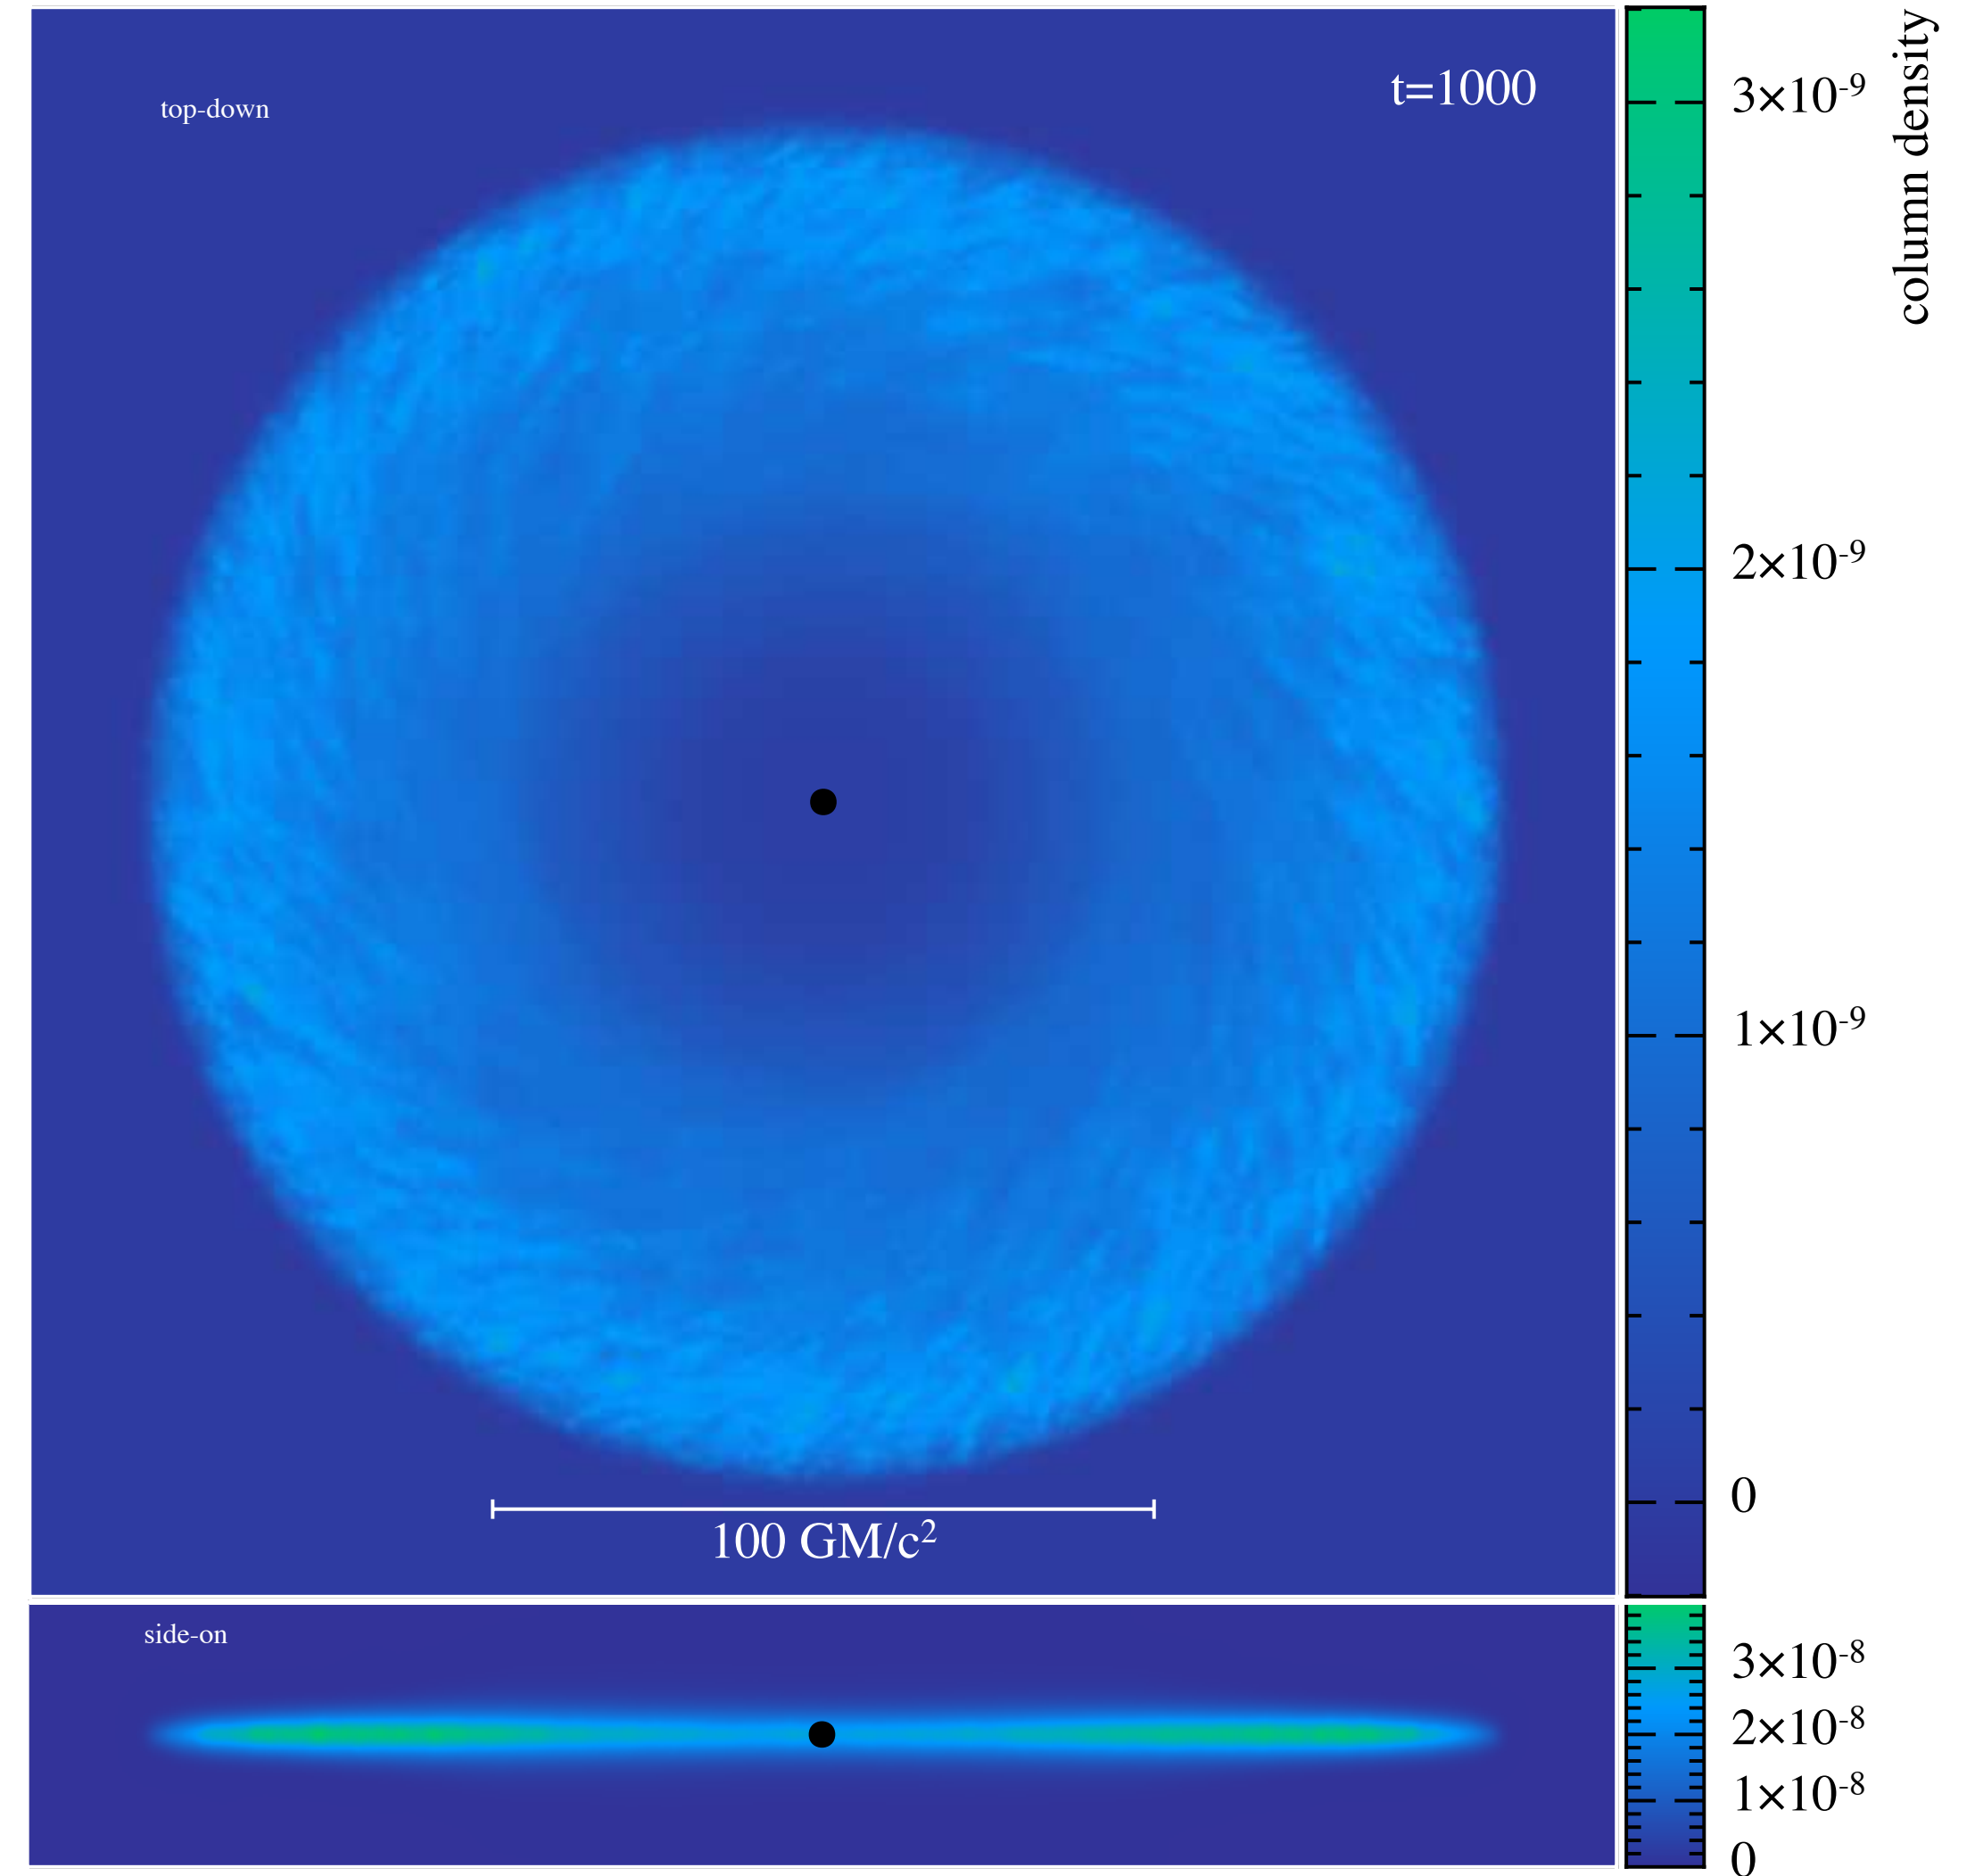 top-down
t=1000
100 GM/c²
column density
3×10⁻⁹
2×10⁻⁹
1×10⁻⁹
0
side-on
3×10⁻⁸
2×10⁻⁸
1×10⁻⁸
0